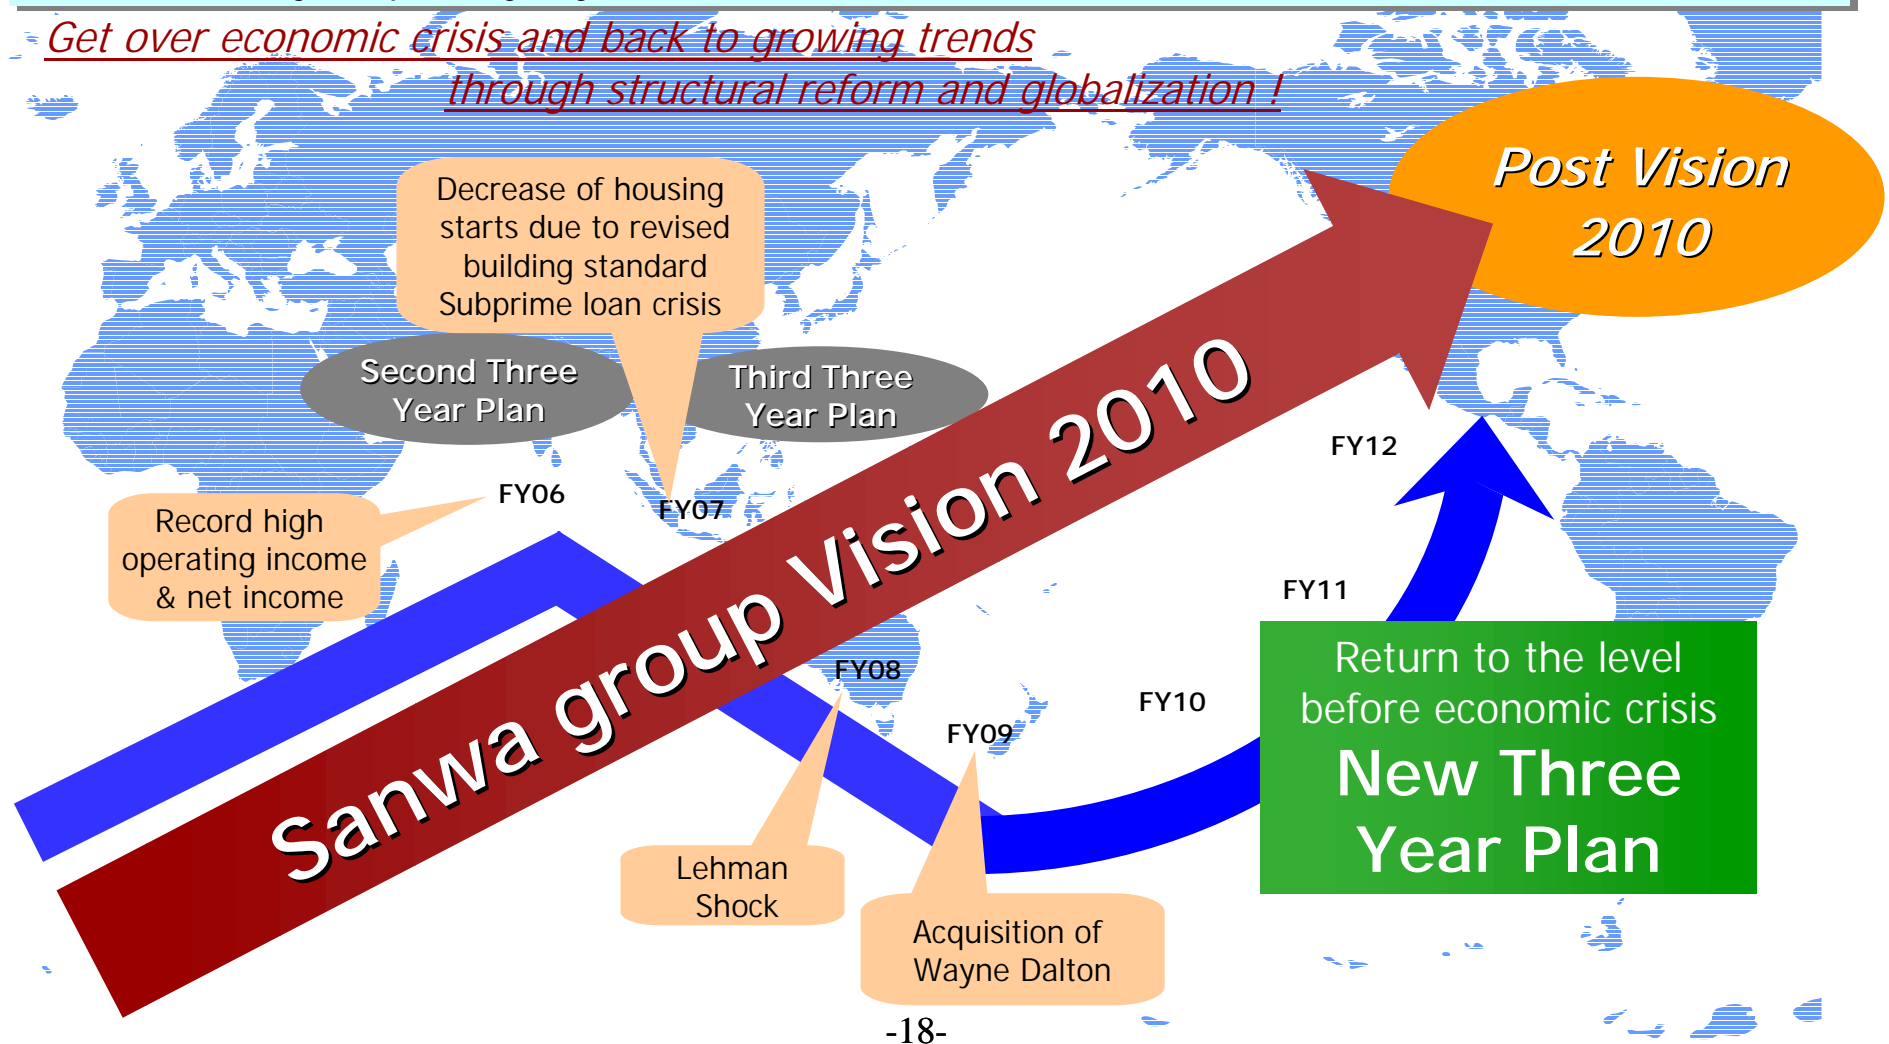 Get over economic crisis and back to growing trends
through structural reform and globalization !
Post Vision
2010
Decrease of housing
starts due to revised
building standard
Subprime loan crisis
Second Three
Year Plan
Third Three
Year Plan
Sanwa group Vision 2010
FY12
FY06
FY07
Record high
operating income
& net income
FY11
FY08
FY10
FY09
Return to the level
before economic crisis
New Three
Year Plan
Lehman
Shock
Acquisition of
Wayne Dalton
-18-